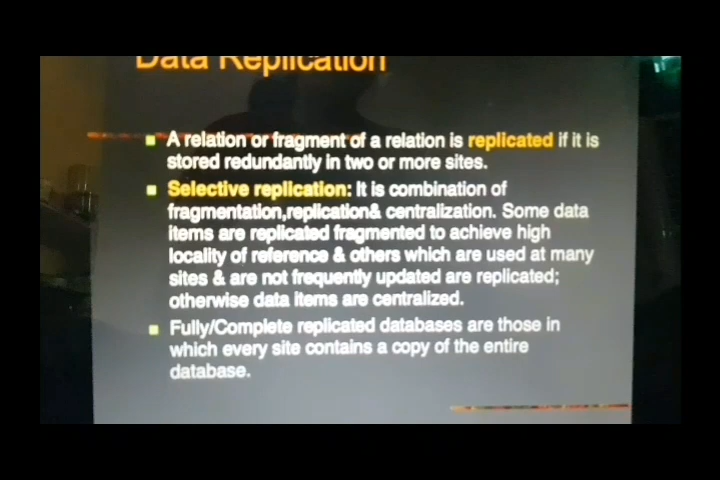 Data Replication
A relation or fragment of a relation is replicated if it is
stored redundantly in two or more sites.
Selective replication: It is combination of
fragmentation,replication& centralization. Some data
items are replicated fragmented to achieve high
locality of reference & others which are used at many
sites & are not frequently updated are replicated;
otherwise data items are centralized.
Fully/Complete replicated databases are those in
which every site contains a copy of the entire
database.